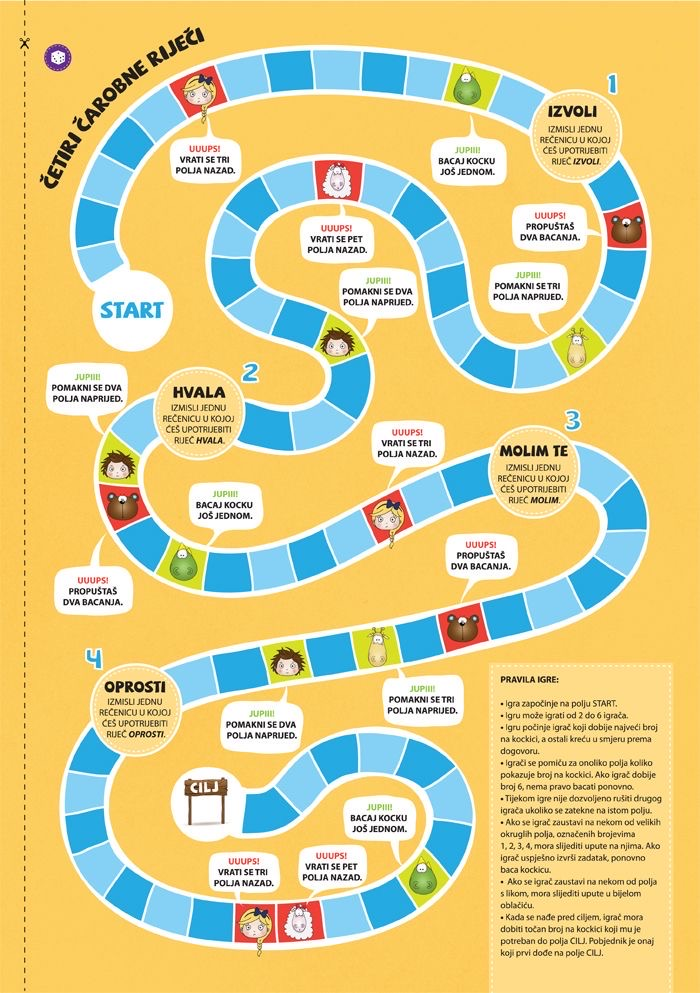 ČETIRI ČAROBNE RIJEČI
START
UUUPS!
VRATI SE TRI
POLJA NAZAD.
JUPIII!
BACAJ KOCKU
JOŠ JEDNOM.
1
IZVOLI
IZMISLI JEDNU
REČENICU U KOJOJ
ĆEŠ UPOTRIJEBITI
RIJEČ IZVOLI.
UUUPS!
PROPUŠTAŠ
DVA BACANJA.
JUPIII!
POMAKNI SE TRI
POLJA NAPRIJED.
UUUPS!
VRATI SE PET
POLJA NAZAD.
JUPIII!
POMAKNI SE DVA
POLJA NAPRIJED.
2
HVALA
IZMISLI JEDNU
REČENICU U KOJOJ
ĆEŠ UPOTRIJEBITI
RIJEČ HVALA.
JUPIII!
POMAKNI SE DVA
POLJA NAPRIJED.
UUUPS!
PROPUŠTAŠ
DVA BACANJA.
JUPIII!
BACAJ KOCKU
JOŠ JEDNOM.
UUUPS!
VRATI SE TRI
POLJA NAZAD.
3
MOLIM TE
IZMISLI JEDNU
REČENICU U KOJOJ
ĆEŠ UPOTRIJEBITI
RIJEČ MOLIM.
UUUPS!
PROPUŠTAŠ
DVA BACANJA.
JUPIII!
POMAKNI SE TRI
POLJA NAPRIJED.
JUPIII!
POMAKNI SE DVA
POLJA NAPRIJED.
4
OPROSTI
IZMISLI JEDNU
REČENICU U KOJOJ
ĆEŠ UPOTRIJEBITI
RIJEČ OPROSTI.
UUUPS!
VRATI SE TRI
POLJA NAZAD.
UUUPS!
VRATI SE PET
POLJA NAZAD.
JUPIII!
BACAJ KOCKU
JOŠ JEDNOM.
CILJ
PRAVILA IGRE:
• Igra započinje na polju START.
• Igru može igrati od 2 do 6 igrača.
• Igru počinje igrač koji dobije najveći broj
na kockici, a ostali kreću u smjeru prema
dogovoru.
• Igrači se pomiču za onoliko polja koliko
pokazuje broj na kockici. Ako igrač dobije
broj 6, nema pravo bacati ponovno.
• Tijekom igre nije dozvoljeno rušiti drugog
igrača ukoliko se zatekne na istom polju.
• Ako se igrač zaustavi na nekom od velikih
okruglih polja, označenih brojevima
1, 2, 3, 4, mora slijediti upute na njima. Ako
igrač uspješno izvrši zadatak, ponovno
baca kockicu.
• Ako se igrač zaustavi na nekom od polja
s likom, mora slijediti upute u bijelom
oblačiću.
• Kada se nađe pred ciljem, igrač mora
dobiti točan broj na kockici koji mu je
potreban do polja CILJ. Pobjednik je onaj
koji prvi dođe na polje CILJ.